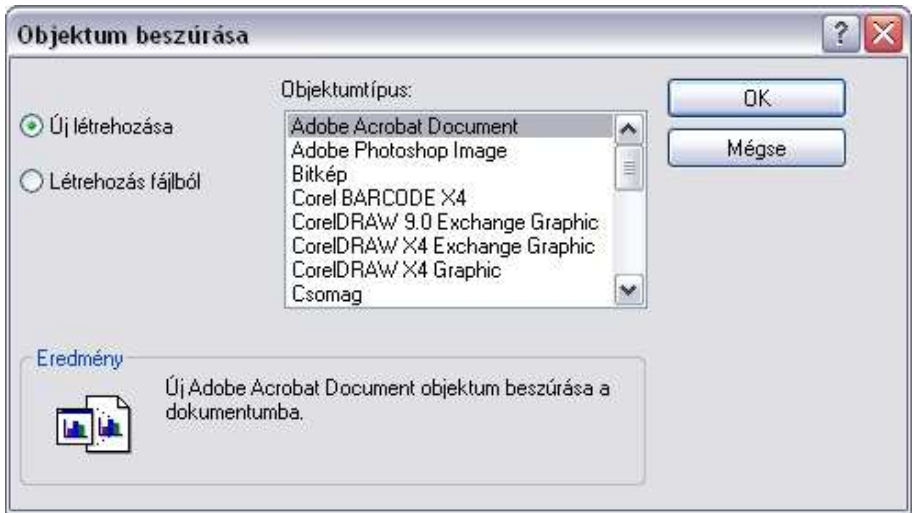 Objektum beszúrása
Új létrehozása
Létrehozás fájlból
Objektumtípus:
Adobe Acrobat Document
Adobe Photoshop Image
Bitkép
Corel BARCODE X4
CorelDRAW 9.0 Exchange Graphic
CorelDRAW X4 Exchange Graphic
CorelDRAW X4 Graphic
Csomag
OK
Mégse
Eredmény
Új Adobe Acrobat Document objektum beszúrása a
dokumentumba.